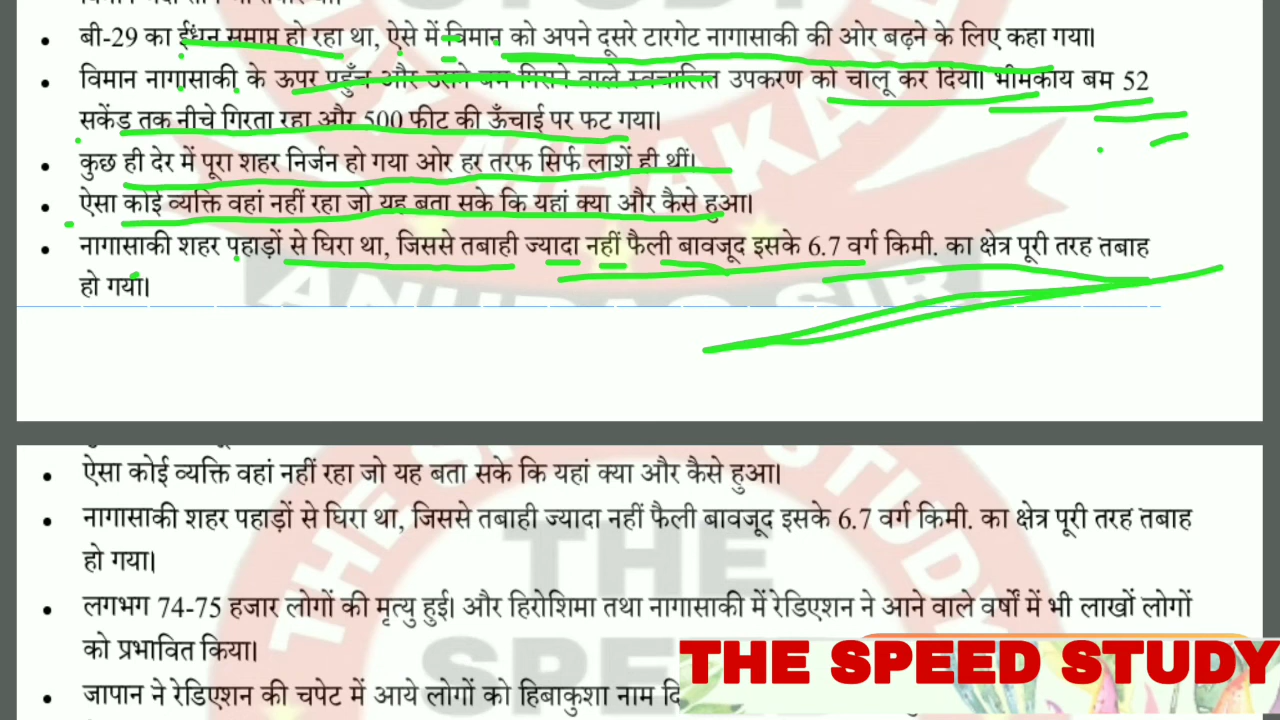 STUDY
• बी-29 का ईंधन समाप्त हो रहा था, ऐसे में विमान को अपने दूसरे टारगेट नागासाकी की ओर बढ़ने के लिए कहा गया।
• विमान नागासाकी के ऊपर पहुँच और उसने बम गिराने वाले स्वचालित उपकरण को चालू कर दिया। भीमकाय बम 52
सकेंड तक नीचे गिरता रहा और 500 फीट की ऊँचाई पर फट गया।
• कुछ ही देर में पूरा शहर निर्जन हो गया ओर हर तरफ सिर्फ लाशें ही थीं।
• ऐसा कोई व्यक्ति वहां नहीं रहा जो यह बता सके कि यहां क्या और कैसे हुआ।
• नागासाकी शहर पहाड़ों से घिरा था, जिससे तबाही ज्यादा नहीं फैली बावजूद इसके 6.7 वर्ग किमी. का क्षेत्र पूरी तरह तबाह
हो गया।
ANURAG SIR
• ऐसा कोई व्यक्ति वहां नहीं रहा जो यह बता सके कि यहां क्या और कैसे हुआ।
• नागासाकी शहर पहाड़ों से घिरा था, जिससे तबाही ज्यादा नहीं फैली बावजूद इसके 6.7 वर्ग किमी. का क्षेत्र पूरी तरह तबाह
हो गया।
• लगभग 74-75 हजार लोगों की मृत्यु हुई। और हिरोशिमा तथा नागासाकी में रेडिएशन ने आने वाले वर्षों में भी लाखों लोगों
को प्रभावित किया।
• जापान ने रेडिएशन की चपेट में आये लोगों को हिबाकुशा नाम
THE SPEED STUDY
THE